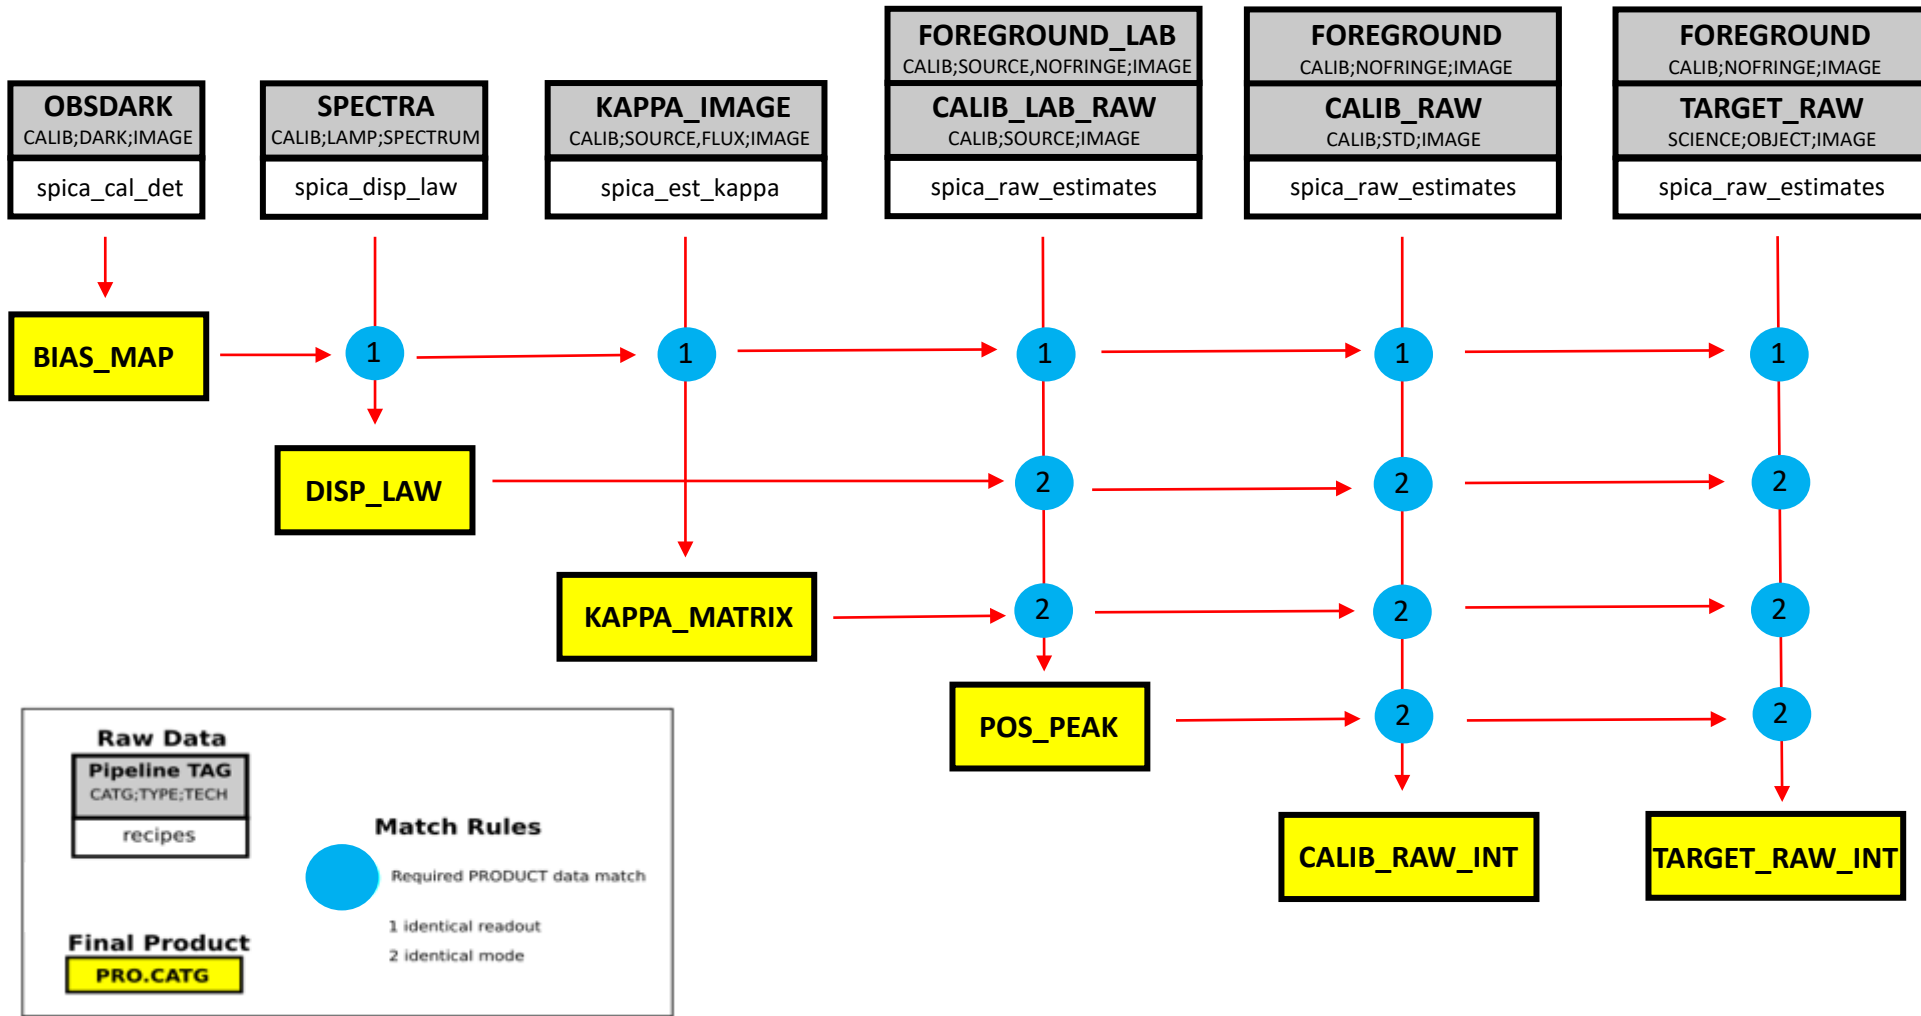 OBSDARK
CALIB;DARK;IMAGE
spica_cal_det
SPECTRA
CALIB;LAMP;SPECTRUM
spica_disp_law
KAPPA_IMAGE
CALIB;SOURCE,FLUX;IMAGE
spica_est_kappa
FOREGROUND_LAB
CALIB;SOURCE,NOFRINGE;IMAGE
CALIB_LAB_RAW
CALIB;SOURCE;IMAGE
spica_raw_estimates
FOREGROUND
CALIB;NOFRINGE;IMAGE
CALIB_RAW
CALIB;STD;IMAGE
spica_raw_estimates
FOREGROUND
CALIB;NOFRINGE;IMAGE
TARGET_RAW
SCIENCE;OBJECT;IMAGE
spica_raw_estimates
BIAS_MAP
1
1
1
1
1
DISP_LAW
2
2
2
KAPPA_MATRIX
2
2
2
POS_PEAK
2
2
CALIB_RAW_INT
TARGET_RAW_INT
Raw Data
Pipeline TAG
CATG;TYPE;TECH
recipes
Final Product
PRO.CATG
Match Rules
Required PRODUCT data match
1 identical readout
2 identical mode